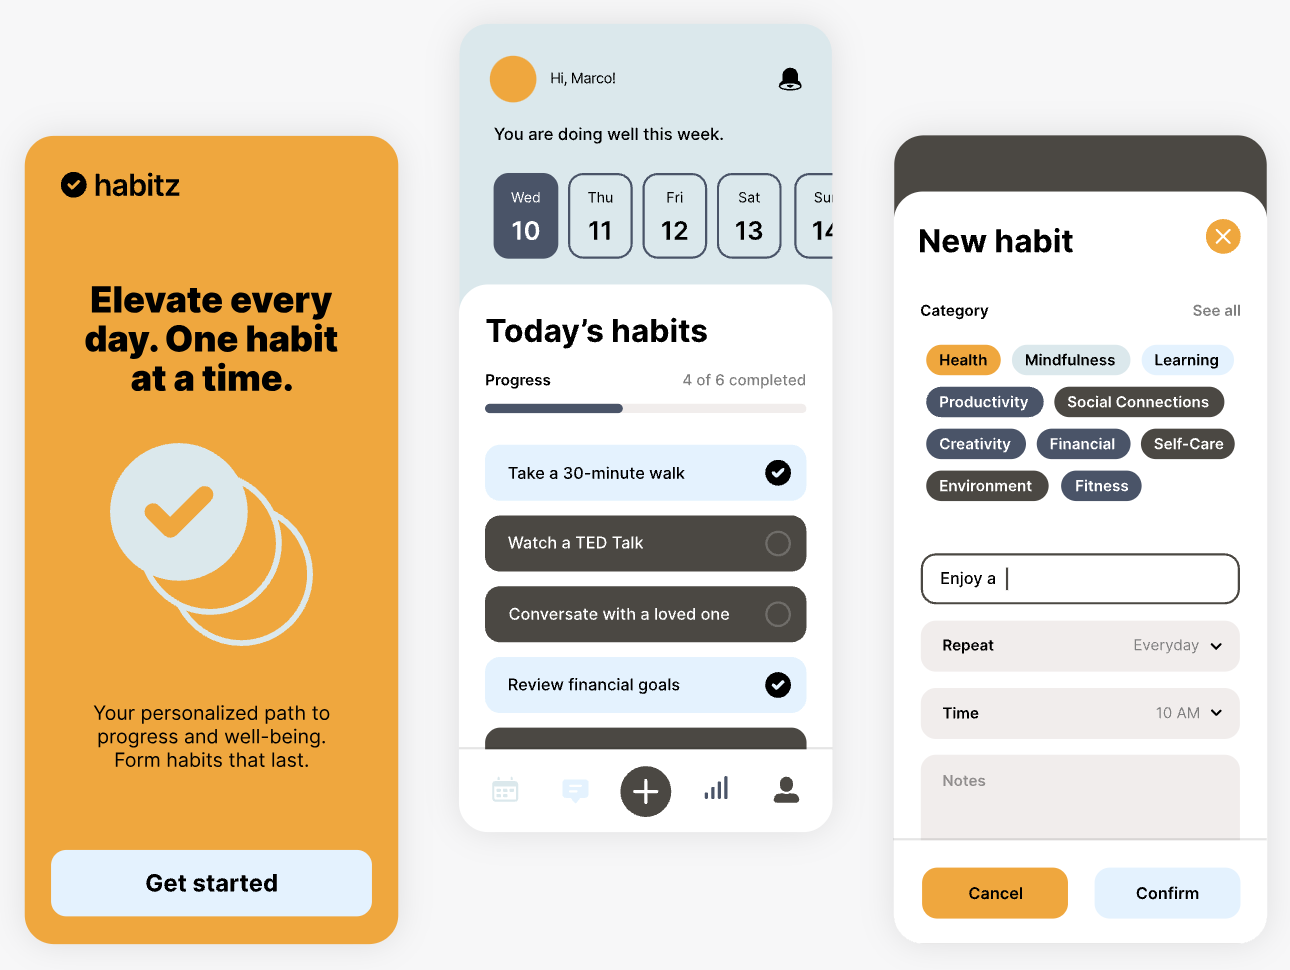 habitz
Elevate every
day. One habit
at a time.
Your personalized path to
progress and well-being.
Form habits that last.
Get started
Hi, Marco!
You are doing well this week.
Wed Thu Fri Sat Su
10 11 12 13 14
Today’s habits
Progress 4 of 6 completed
Take a 30-minute walk
Watch a TED Talk
Conversate with a loved one
Review financial goals
New habit
Category See all
Health Mindfulness Learning
Productivity Social Connections
Creativity Financial Self-Care
Environment Fitness
Enjoy a
Repeat Everyday
Time 10 AM
Notes
Cancel Confirm